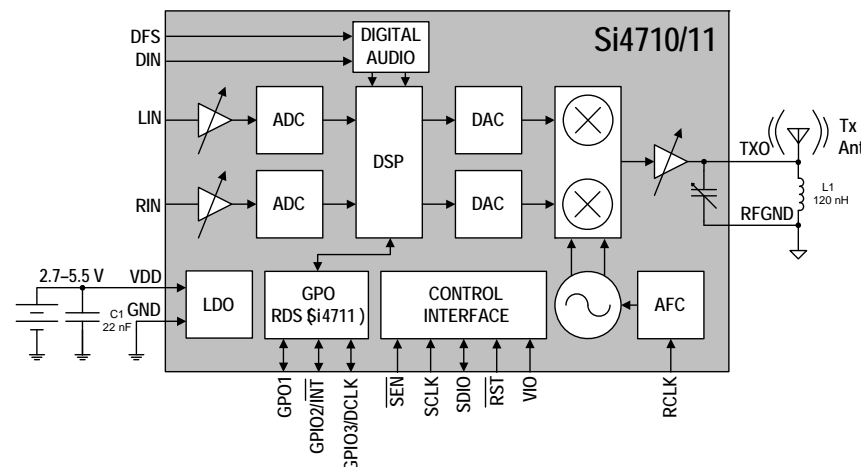 Si4710/11
DFS
DIN
DIGITAL
AUDIO
LIN
ADC
DSP
DAC
RIN
ADC
DAC
TXO
Tx
Ant
L1
120 nH
RFGND
2.7–5.5 V
VDD
C1
22 nF
GND
LDO
GPO
RDS (Si4711)
CONTROL
INTERFACE
AFC
GPO1
GPIO2/INT
GPIO3/DCLK
SEN
SCLK
SDIO
RST
VIO
RCLK